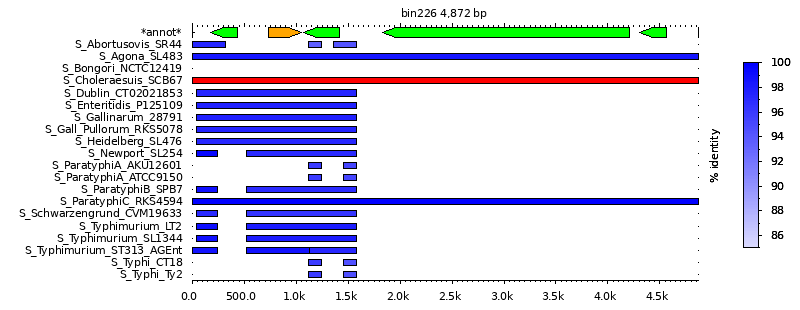 bin226 4,872 bp
*annot*
S_Abortusovis_SR44
S_Agona_SL483
S_Bongori_NCTC12419
S_Choleraesuis_SCB67
S_Dublin_CT02021853
S_Enteritidis_P125109
S_Gallinarum_28791
S_Gall_Pullorum_RKS5078
S_Heidelberg_SL476
S_Newport_SL254
S_ParatyphiA_AKU12601
S_ParatyphiA_ATCC9150
S_ParatyphiB_SPB7
S_ParatyphiC_RKS4594
S_Schwarzengrund_CVM19633
S_Typhimurium_LT2
S_Typhimurium_SL1344
S_Typhimurium_ST313_AGEnt
S_Typhi_CT18
S_Typhi_Ty2
0.0 500.0 1.0k 1.5k 2.0k 2.5k 3.0k 3.5k 4.0k 4.5k
% identity
100
98
96
94
92
90
88
86